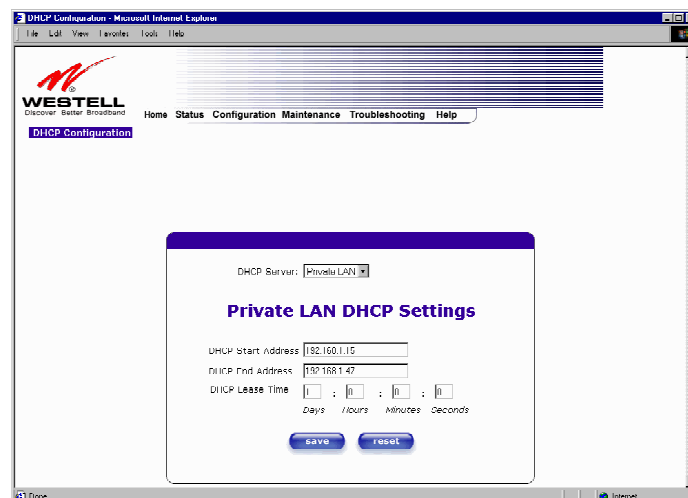 DHCP Configuration - Microsoft Internet Explorer
File Edit View Favorites Tools Help
WESTELL
Discover Better Broadband
Home Status Configuration Maintenance Troubleshooting Help
DHCP Configuration
DHCP Server: Private LAN
Private LAN DHCP Settings
DHCP Start Address 192.168.1.15
DHCP End Address 192.168.1.47
DHCP Lease Time 1 : 0 : 0 : 0
Days Hours Minutes Seconds
save reset
Done Internet